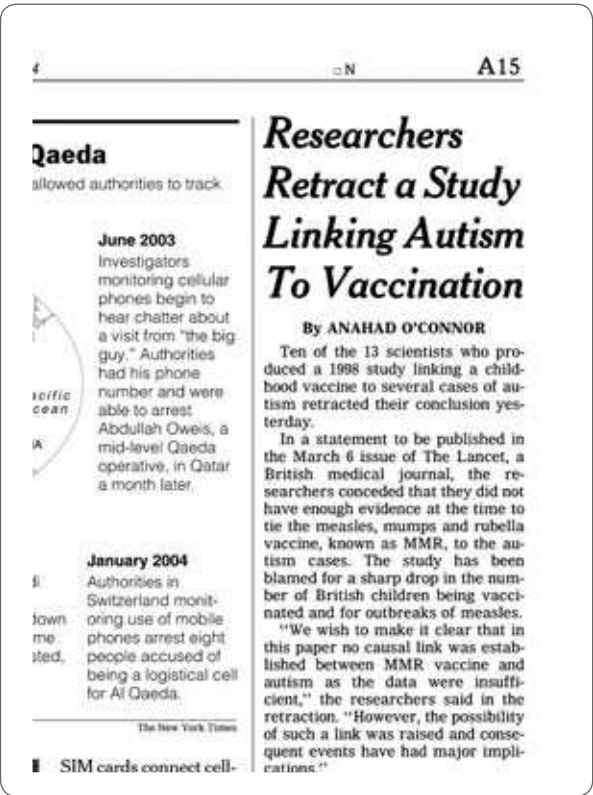 4
N
A15
Qaeda
allowed authorities to track
June 2003
Investigators
monitoring cellular
phones begin to
hear chatter about
a visit from "the big
guy." Authorities
had his phone
number and were
able to arrest
Abdullah Oweis, a
mid-level Qaeda
operative, in Qatar
a month later.
acific
cean
A
January 2004
Authorities in
Switzerland monit-
oring use of mobile
phones arrest eight
people accused of
being a logistical cell
for Al Qaeda.
di
down
me
sted,
The New York Times
SIM cards connect cell-
Researchers
Retract a Study
Linking Autism
To Vaccination
By ANAHAD O'CONNOR
Ten of the 13 scientists who pro-
duced a 1998 study linking a child-
hood vaccine to several cases of au-
tism retracted their conclusion yes-
terday.
In a statement to be published in
the March 6 issue of The Lancet, a
British medical journal, the re-
searchers conceded that they did not
have enough evidence at the time to
tie the measles, mumps and rubella
vaccine, known as MMR, to the au-
tism cases. The study has been
blamed for a sharp drop in the num-
ber of British children being vacci-
nated and for outbreaks of measles.
"We wish to make it clear that in
this paper no causal link was estab-
lished between MMR vaccine and
autism as the data were insuffi-
cient," the researchers said in the
retraction. "However, the possibility
of such a link was raised and conse-
quent events have had major impli-
cations."